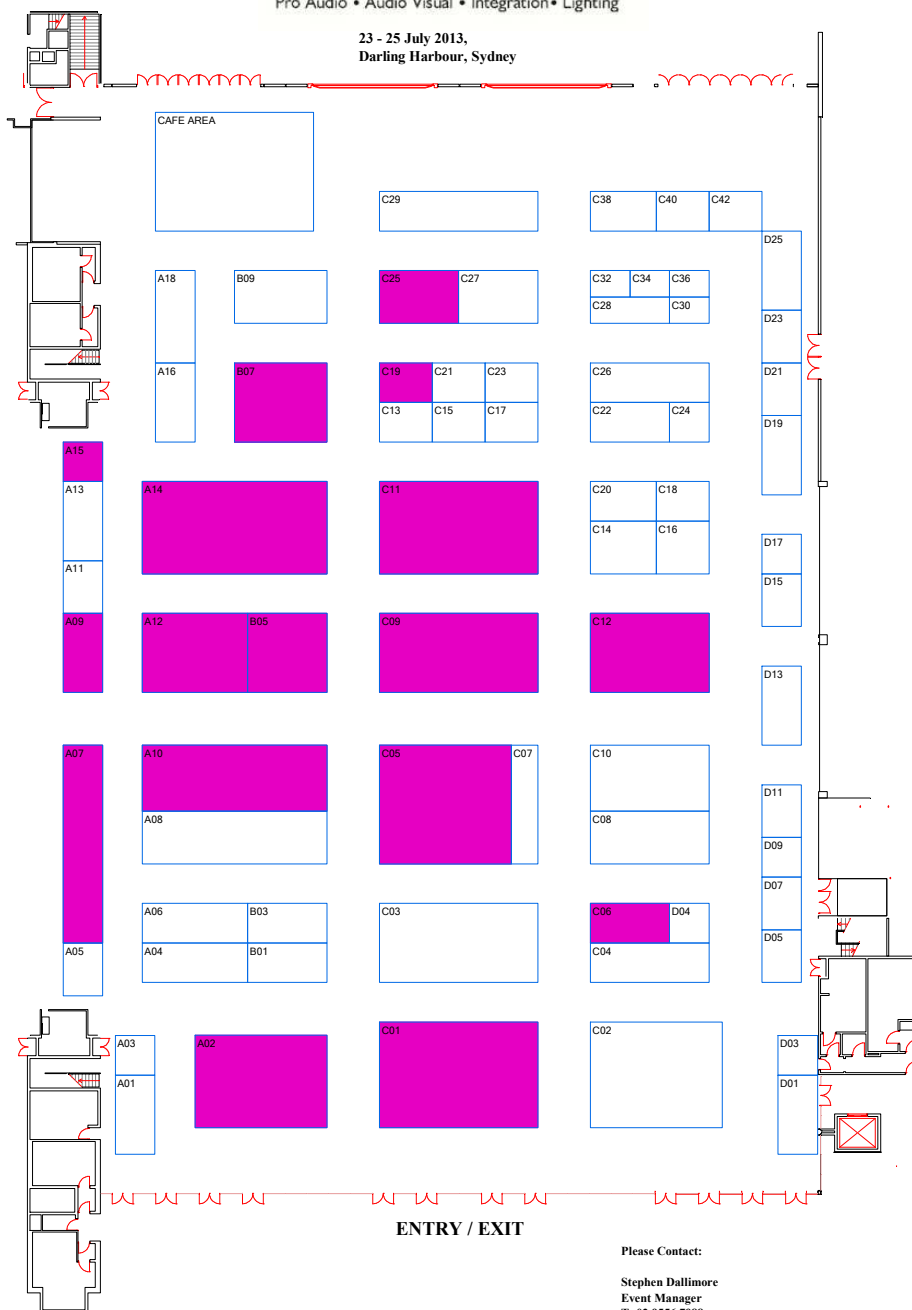 Pro Audio • Audio Visual • Integration • Lighting
23 - 25 July 2013,
Darling Harbour, Sydney
CAFE AREA
C29
C38 C40 C42
D25
A18 B09 C25 C27 C32 C34 C36
C28 C30
D23
A16 B07 C19 C21 C23 C26 D21
C13 C15 C17 C22 C24
D19
A15
A13 A14 C11 C20 C18
C14 C16
D17
A11
D15
A09 A12 B05 C09 C12
D13
A07 A10 C05 C07 C10
D11
A08 C08
D09
D07
A06 B03 C03 C06 D04
D05
A05 A04 B01 C04
C01 C02
A03 A02 D03
A01 D01
ENTRY / EXIT
Please Contact:
Stephen Dallimore
Event Manager